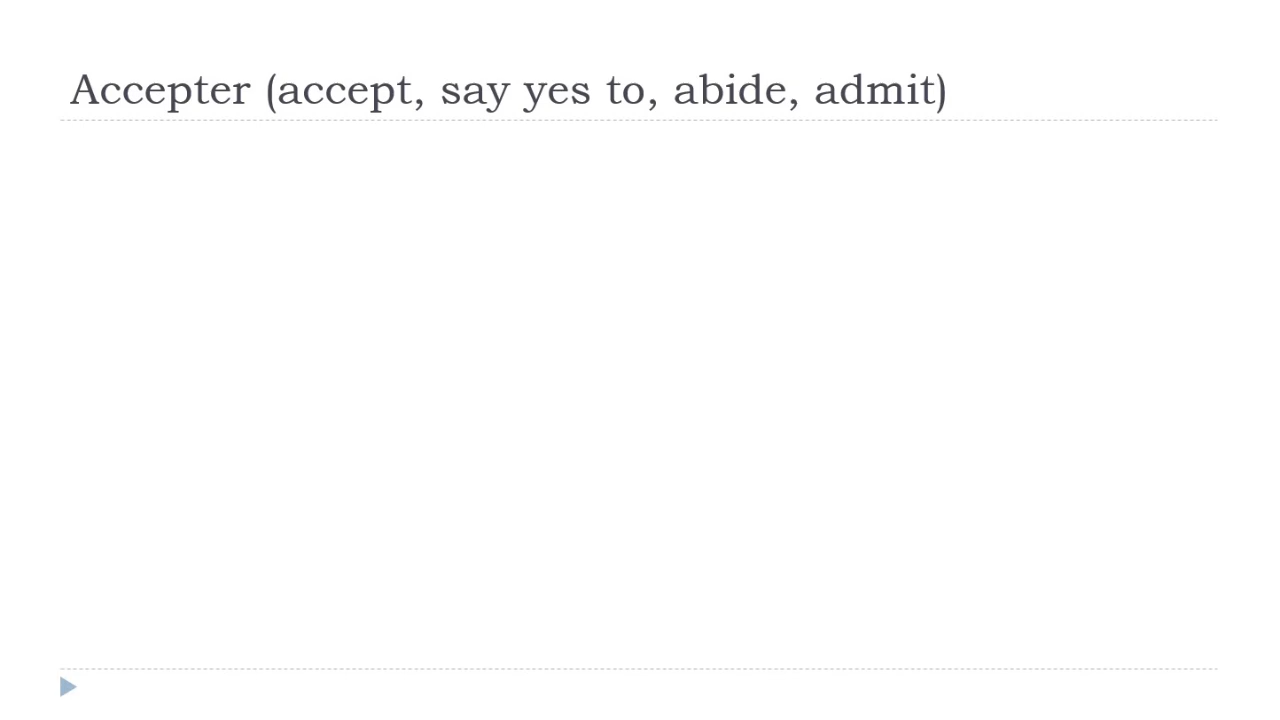 Accepter (accept, say yes to, abide, admit)